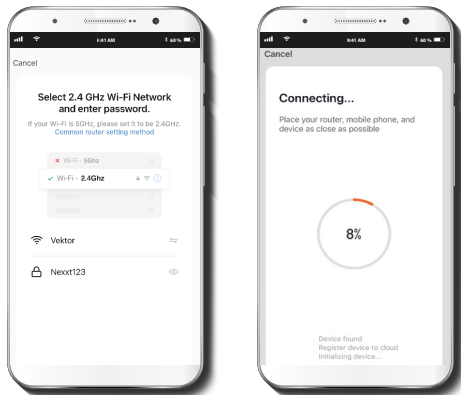 9:41 AM
60 %
Cancel
Select 2.4 GHz Wi-Fi Network
and enter password.
If your Wi-Fi is 5GHz, please set it to be 2.4GHz.
Common router setting method
Wi-Fi - 5Ghz
Wi-Fi - 2.4Ghz
Vektor
Nexxt123
9:41 AM
60 %
Cancel
Connecting...
Place your router, mobile phone, and
device as close as possible
8%
Device found
Register device to cloud
Initializing device...